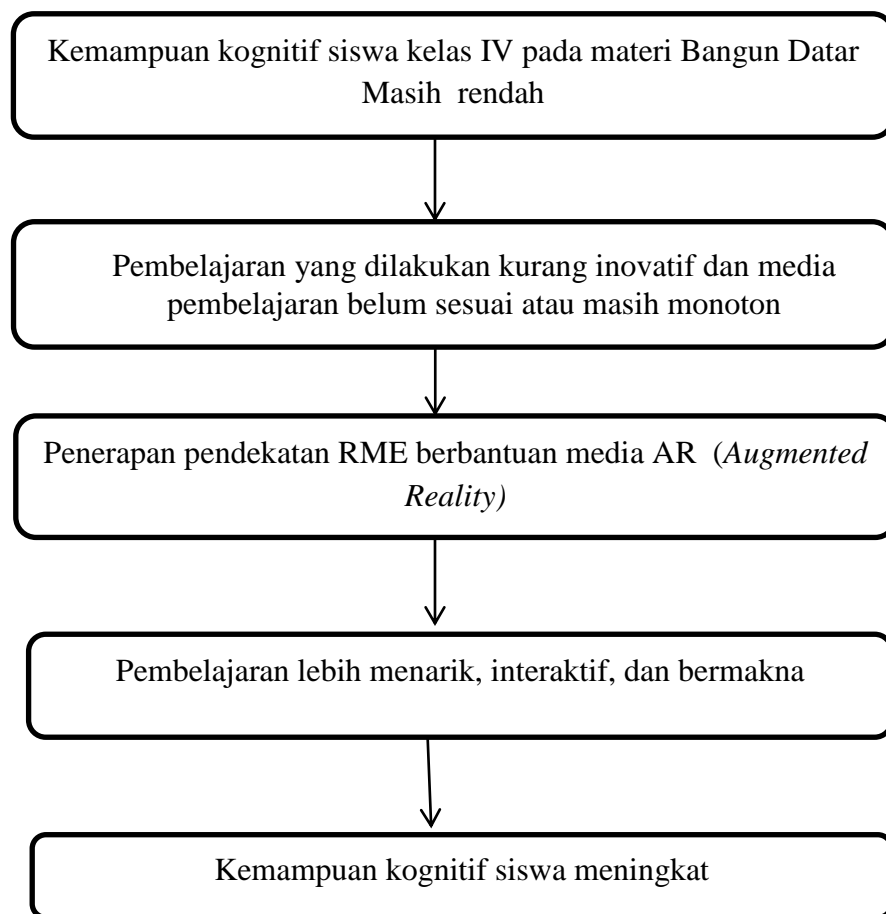 Kemampuan kognitif siswa kelas IV pada materi Bangun Datar
Masih rendah
Pembelajaran yang dilakukan kurang inovatif dan media
pembelajaran belum sesuai atau masih monoton
Penerapan pendekatan RME berbantuan media AR (Augmented
Reality)
Pembelajaran lebih menarik, interaktif, dan bermakna
Kemampuan kognitif siswa meningkat